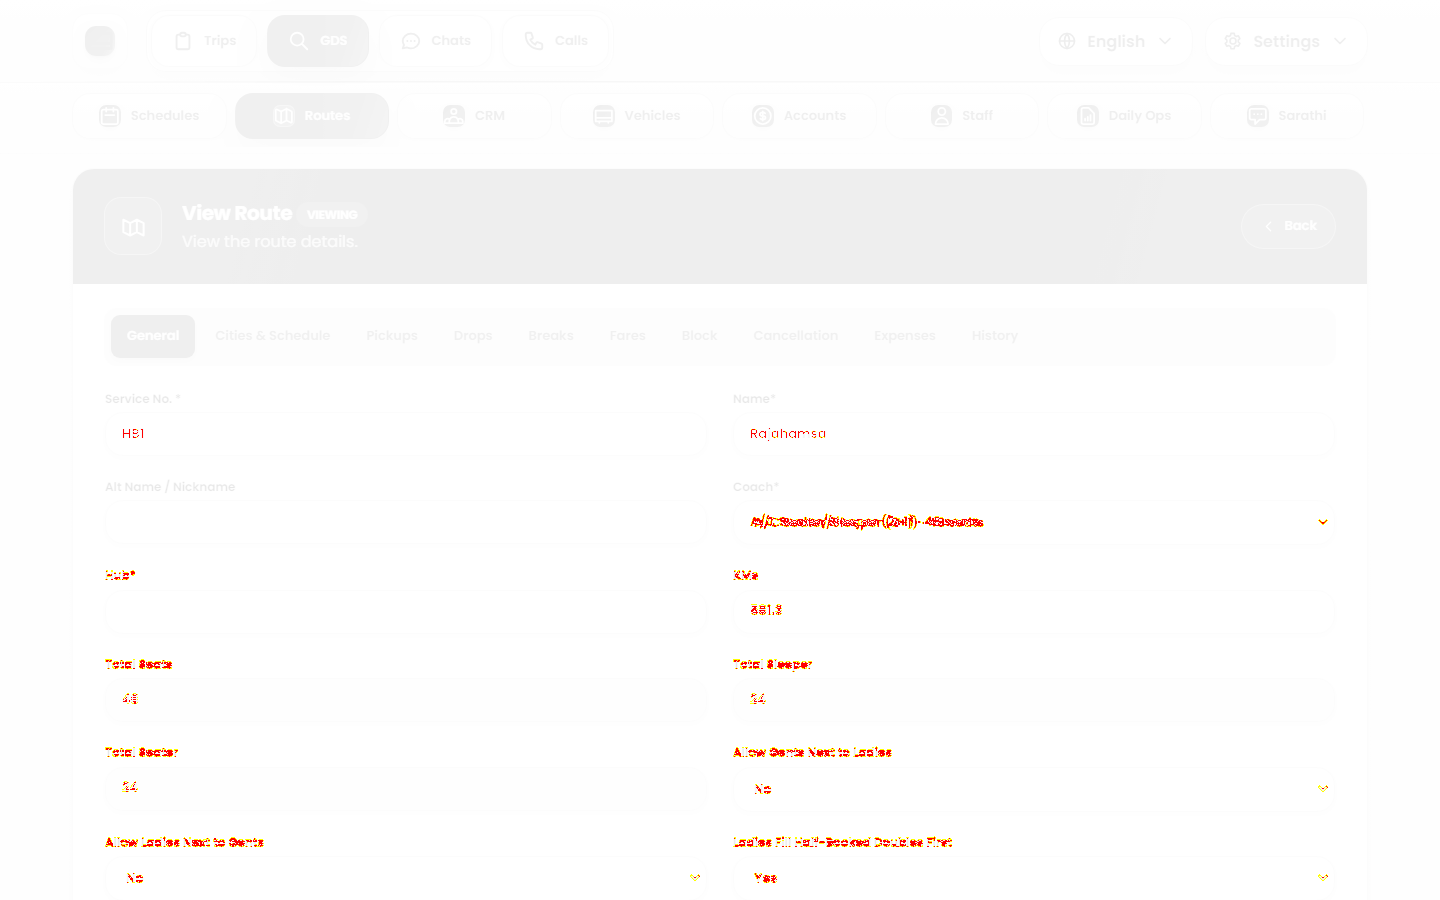 Trips GDS Chats Calls English Settings
Schedules Routes CRM Vehicles Accounts Staff Daily Ops Sarathi
View Route VIEWING
View the route details.
Back
General Cities & Schedule Pickups Drops Breaks Fares Block Cancellation Expenses History
Service No. * Name*
Rajahamsa
Alt Name / Nickname Coach*
Hub* KMs
Total Seats Total Sleeper
Total Seater Allow Gents Next to Ladies
No
Allow Ladies Next to Gents Ladies Fill Half-Booked Doubles First
No Yes